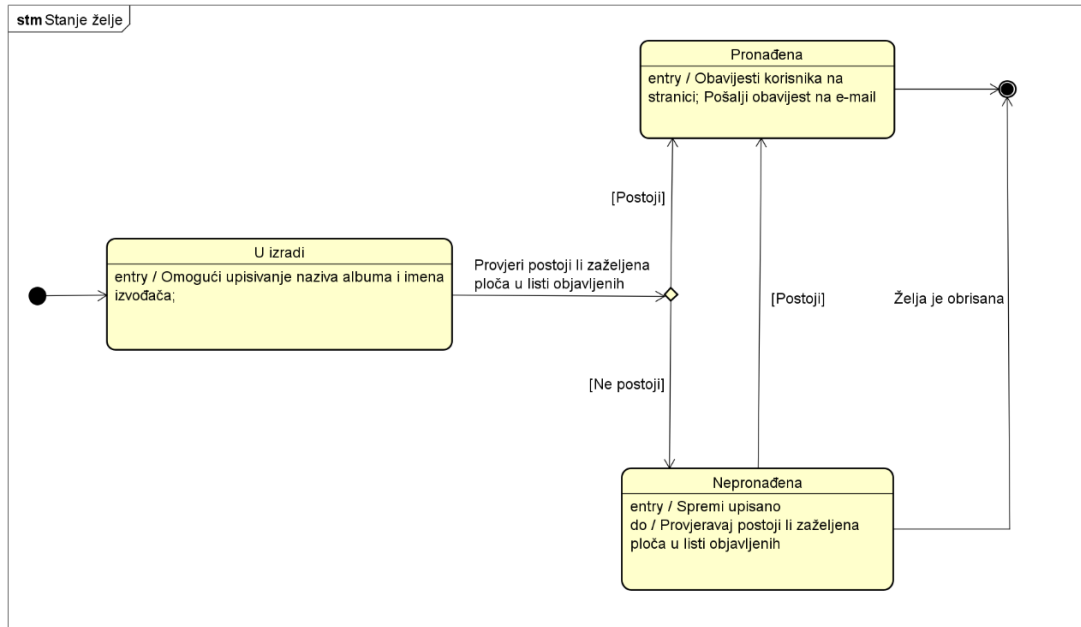 stm Stanje želje
Pronađena
entry / Obavijesti korisnika na
stranici; Pošalji obavijest na e-mail
[Postoji]
U izradi
entry / Omogući upisivanje naziva albuma i imena
izvođača;
Provjeri postoji li zaželjena
ploča u listi objavljenih
[Postoji]
Želja je obrisana
[Ne postoji]
Nepronađena
entry / Spremi upisano
do / Provjeravaj postoji li zaželjena
ploča u listi objavljenih